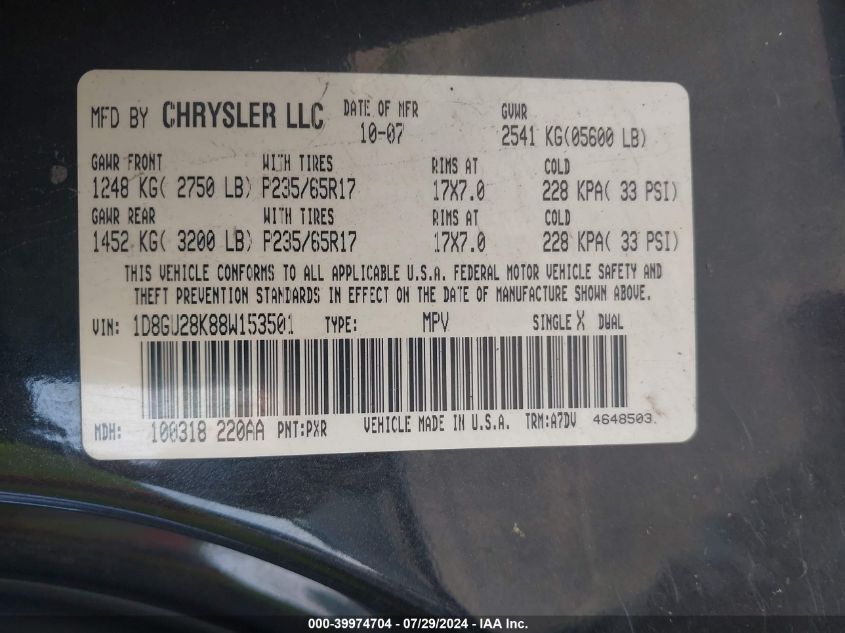 MFD BY CHRYSLER LLC DATE OF MFR GVWR
10-07 2541 KG(05600 LB)
GAWR FRONT WITH TIRES RIMS AT COLD
1248 KG( 2750 LB) P235/65R17 17X7.0 228 KPA( 33 PSI)
GAWR REAR WITH TIRES RIMS AT COLD
1452 KG( 3200 LB) P235/65R17 17X7.0 228 KPA( 33 PSI)
THIS VEHICLE CONFORMS TO ALL APPLICABLE U.S.A. FEDERAL MOTOR VEHICLE SAFETY AND
THEFT PREVENTION STANDARDS IN EFFECT ON THE DATE OF MANUFACTURE SHOWN ABOVE.
VIN: 1D8GU28K88W153501 TYPE: MPV SINGLE X DUAL
MDH: 100318 220AA PNT:PXR VEHICLE MADE IN U.S.A. TRM:A7DV 4648503.
000-39974704 - 07/29/2024 - IAA Inc.